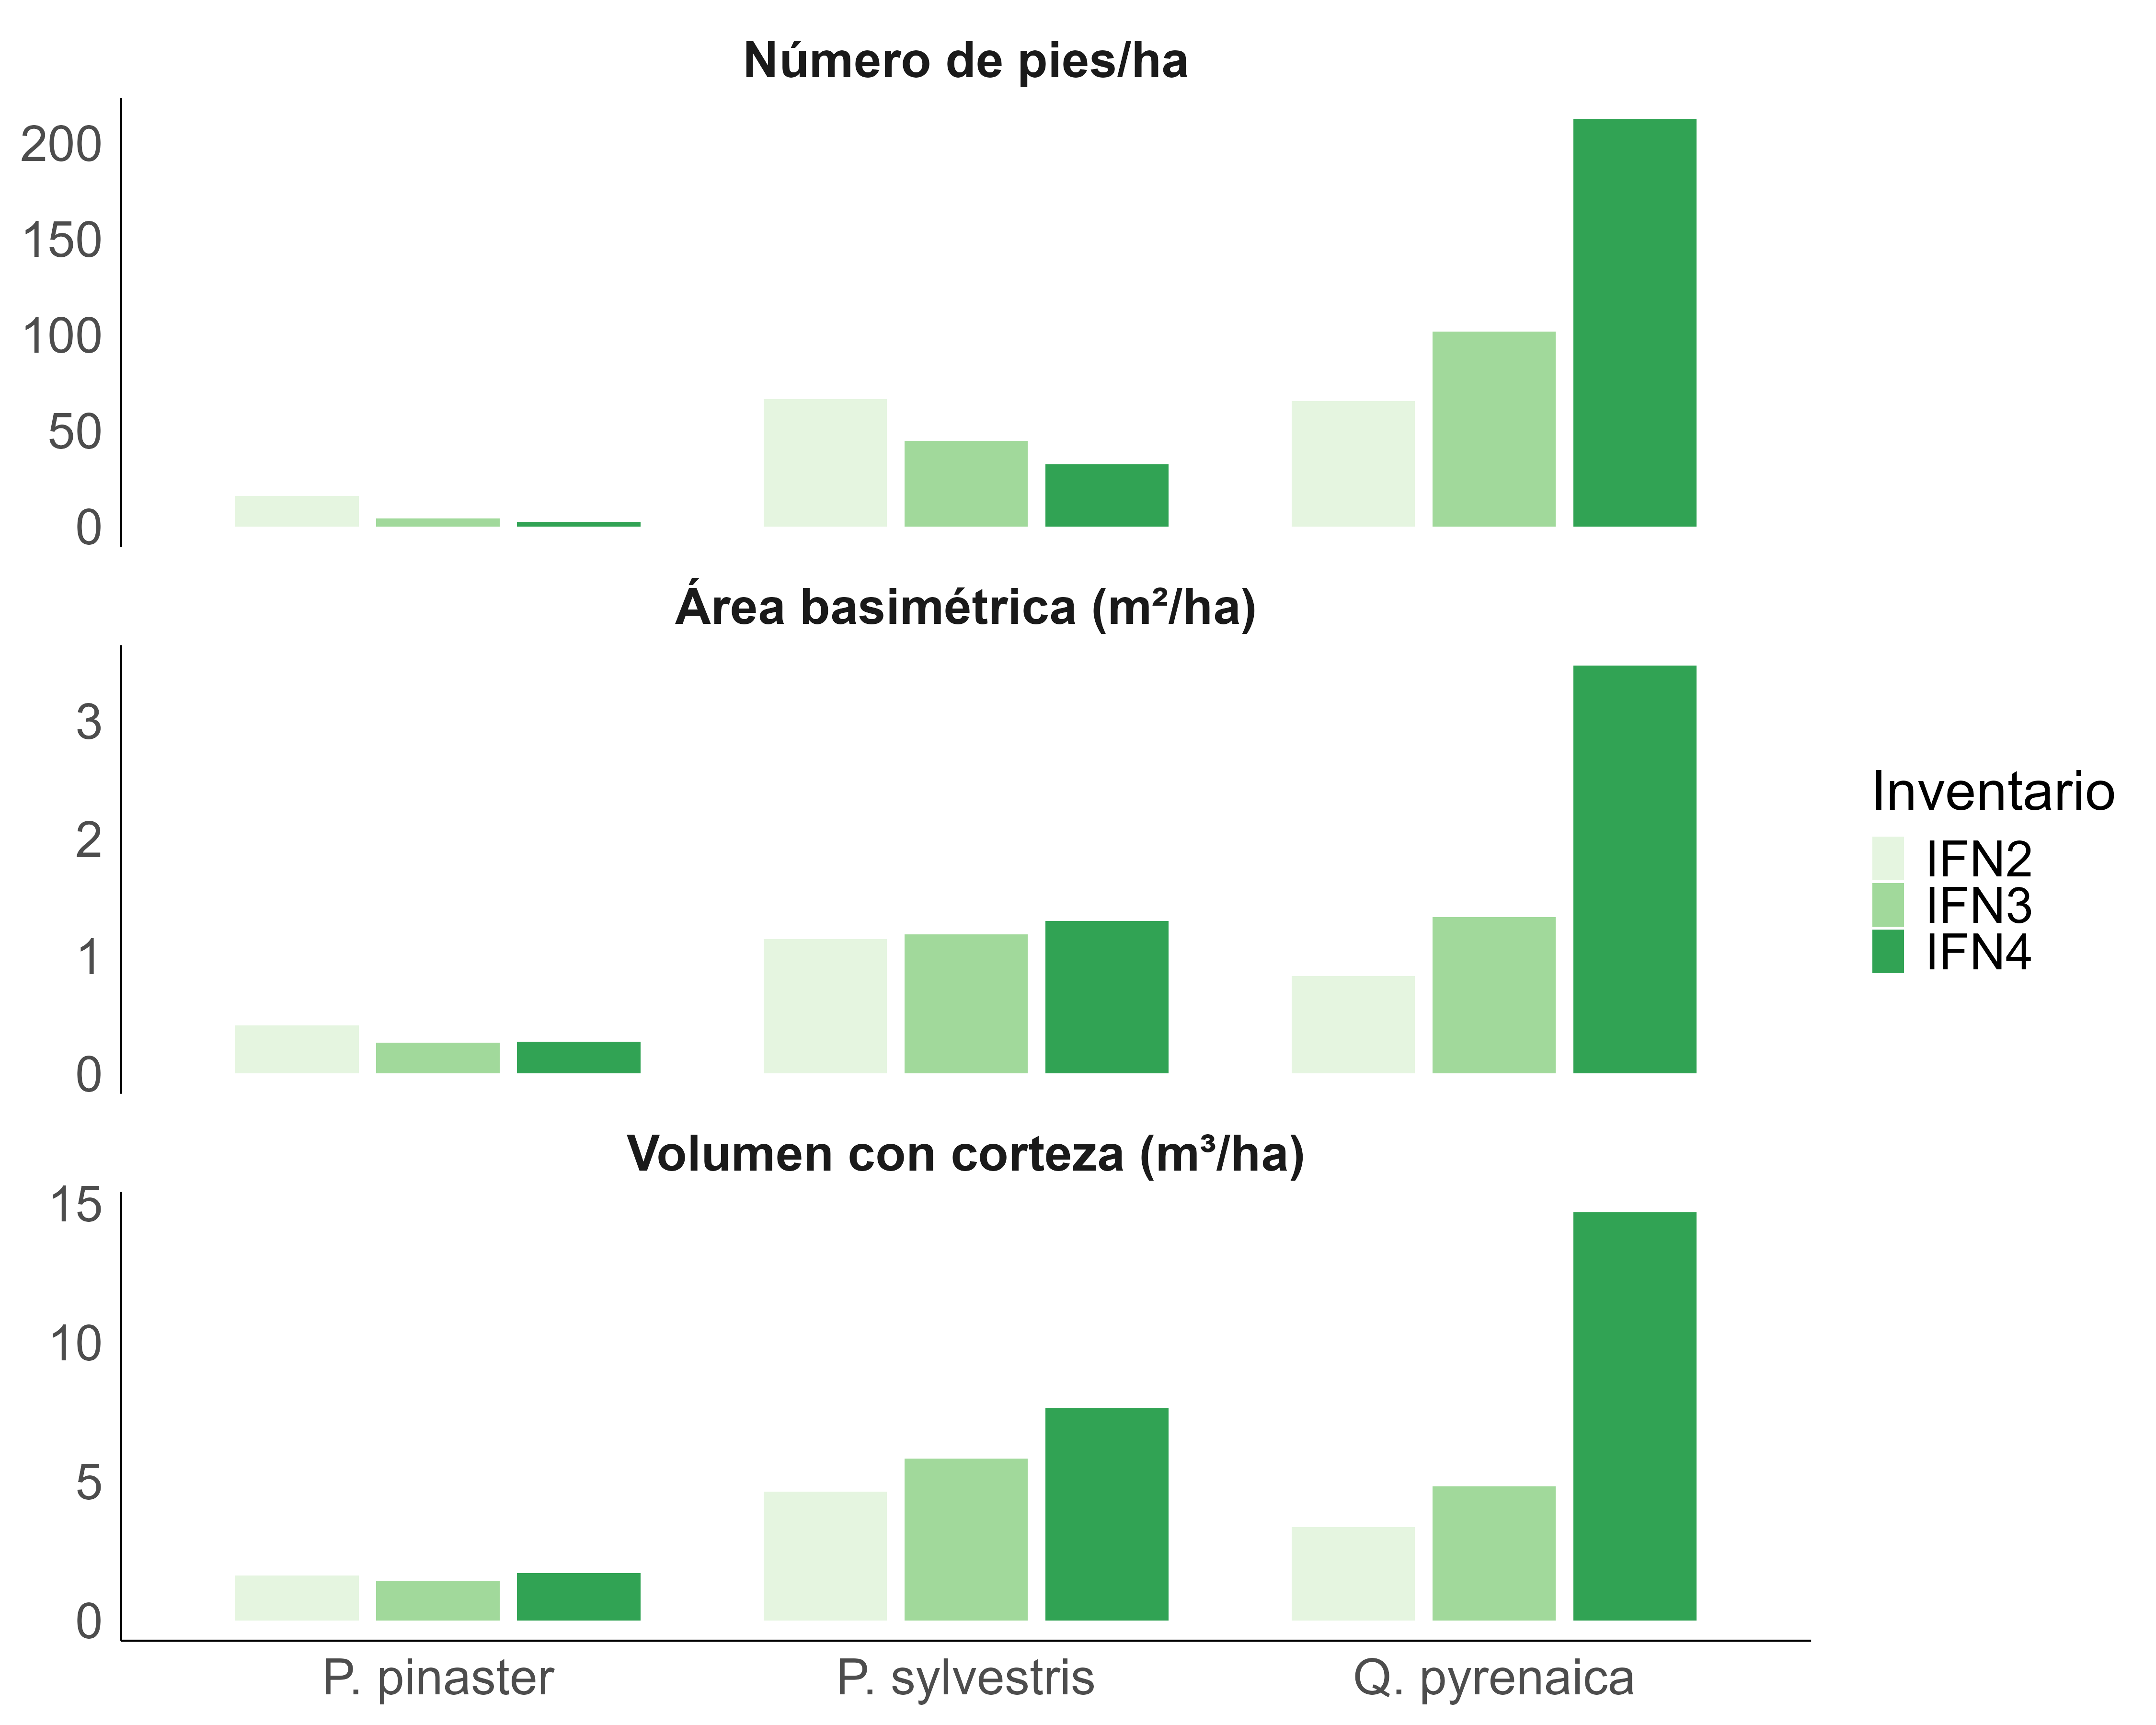 Número de pies/ha
200
150
100
50
0
Área basimétrica (m²/ha)
3
2
1
0
Volumen con corteza (m³/ha)
15
10
5
0
P. pinaster
P. sylvestris
Q. pyrenaica
Inventario
IFN2
IFN3
IFN4